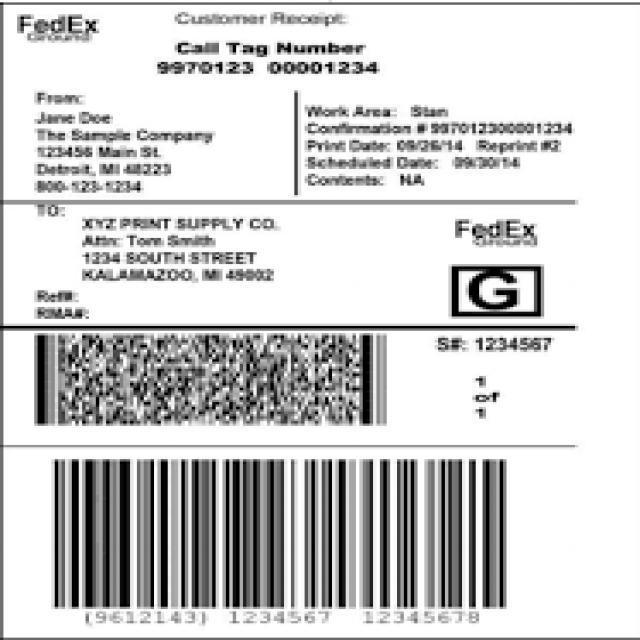 FedEx
Ground
Customer Receipt:
Call Tag Number
9970123 00001234
From:
Jane Doe
The Sample Company
123456 Main St.
Detroit, MI 48223
800-123-1234
Work Area: Stan
Confirmation # 997012300001234
Print Date: 09/26/14 Reprint #2
Scheduled Date: 09/30/14
Contents: NA
TO:
XYZ PRINT SUPPLY CO.
Attn: Tom Smith
1234 SOUTH STREET
KALAMAZOO, MI 49002
Ref#:
RMA#:
FedEx
Ground
G
S#: 1234567
1
of
1
(9612143) 1234567 12345678